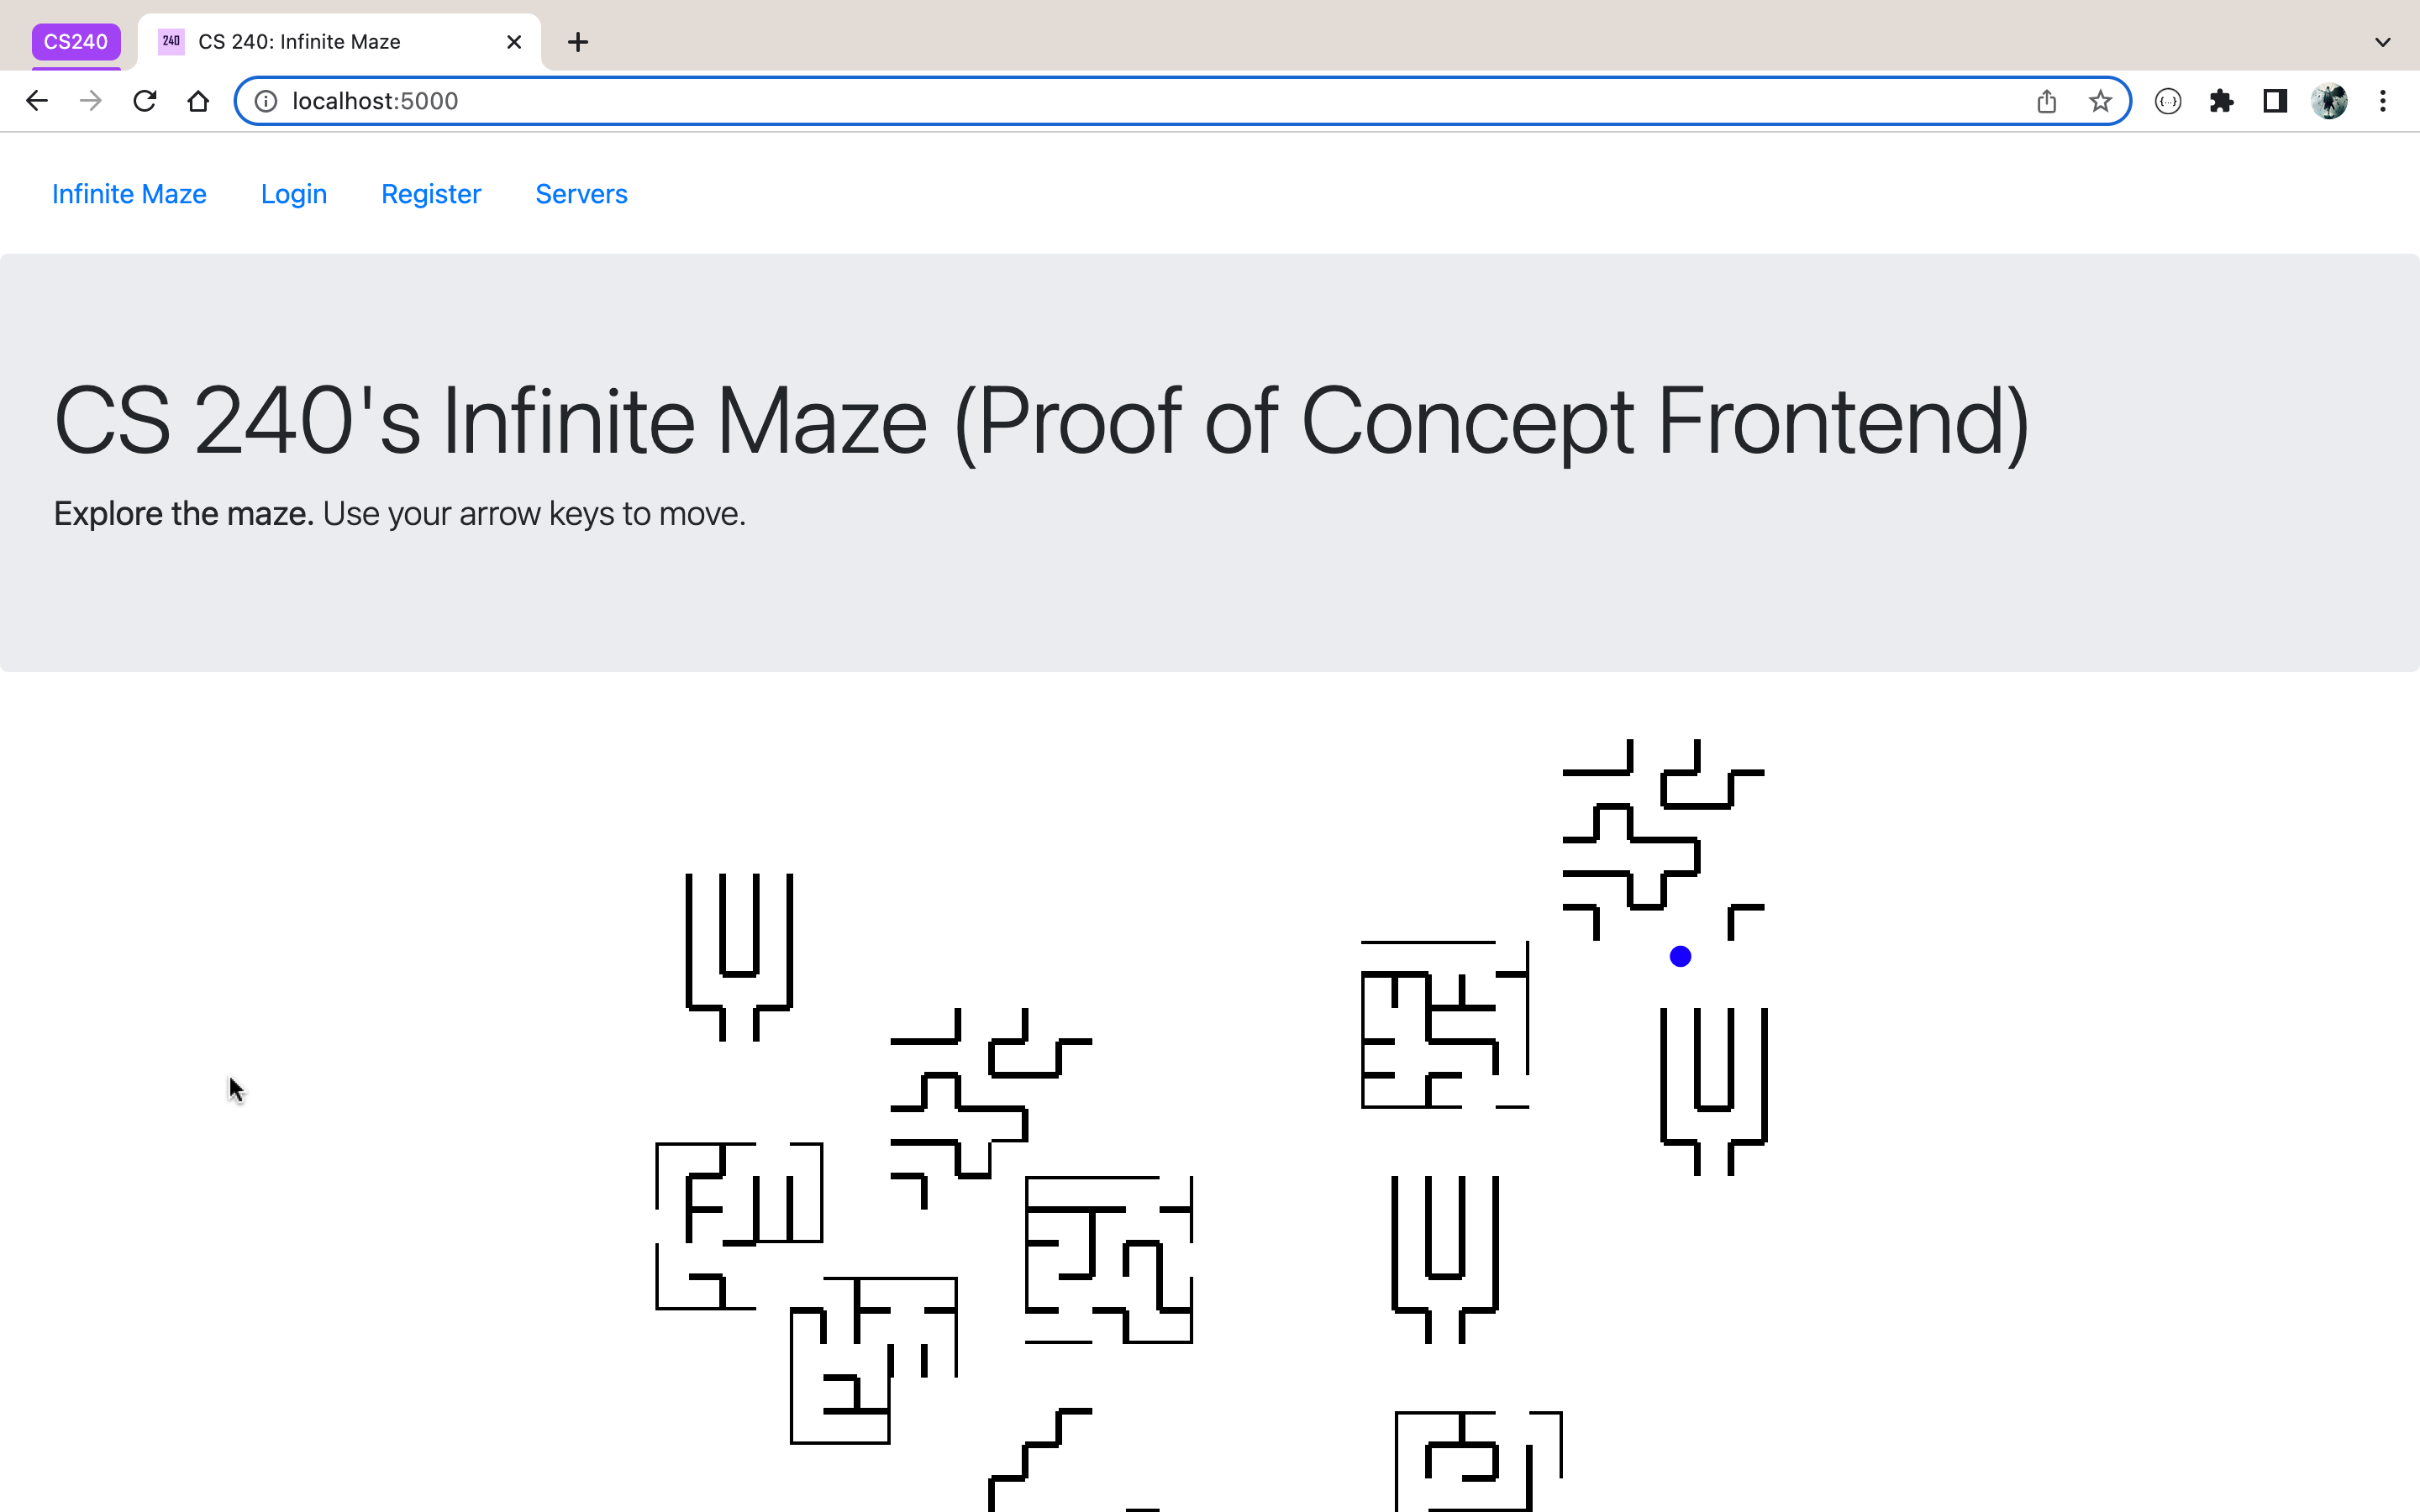 CS240
240 CS 240: Infinite Maze
localhost:5000
Infinite Maze Login Register Servers
CS 240's Infinite Maze (Proof of Concept Frontend)
Explore the maze. Use your arrow keys to move.